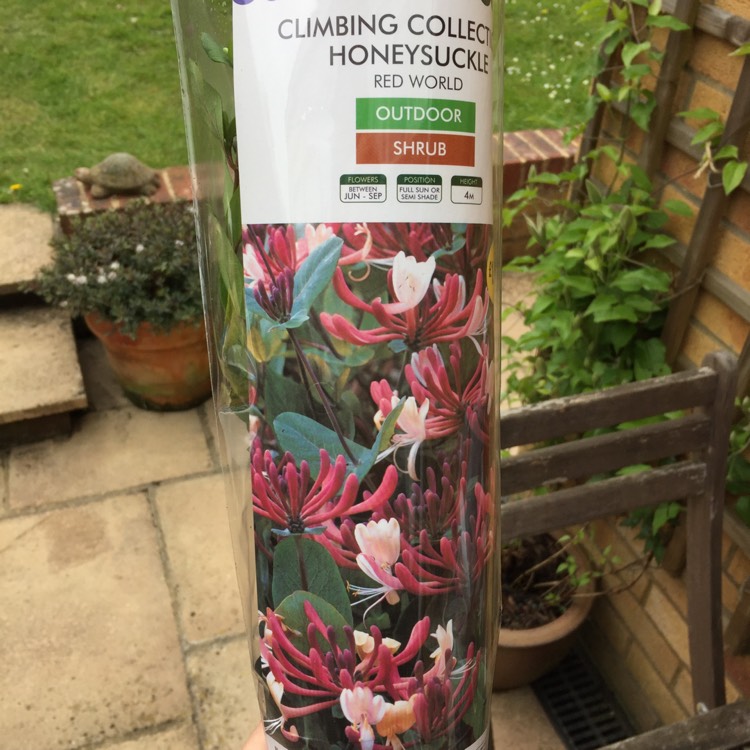 CLIMBING COLLECT
HONEYSUCKLE
RED WORLD
OUTDOOR
SHRUB
FLOWERS
BETWEEN
JUN - SEP
POSITION
FULL SUN OR
SEMI SHADE
HEIGHT
4M